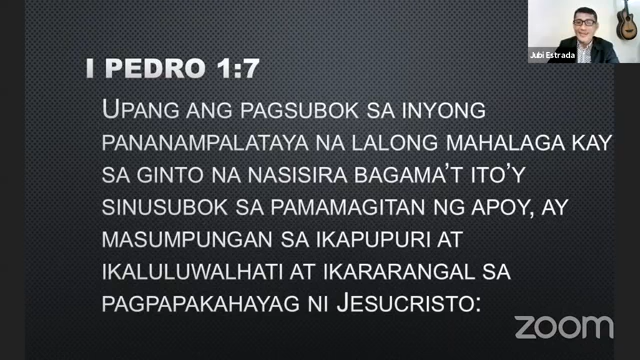 I PEDRO 1:7
UPANG ANG PAGSUBOK SA INYONG
PANANAMPALATAYA NA LALONG MAHALAGA KAY
SA GINTO NA NASISIRA BAGAMA’T ITO’Y
SINUSUBOK SA PAMAMAGITAN NG APOY, AY
MASUMPUNGAN SA IKAPUPURI AT
IKALULUWALHATI AT IKARARANGAL SA
PAGPAPAKAHAYAG NI JESUCRISTO:
Jubi Estrada
zoom